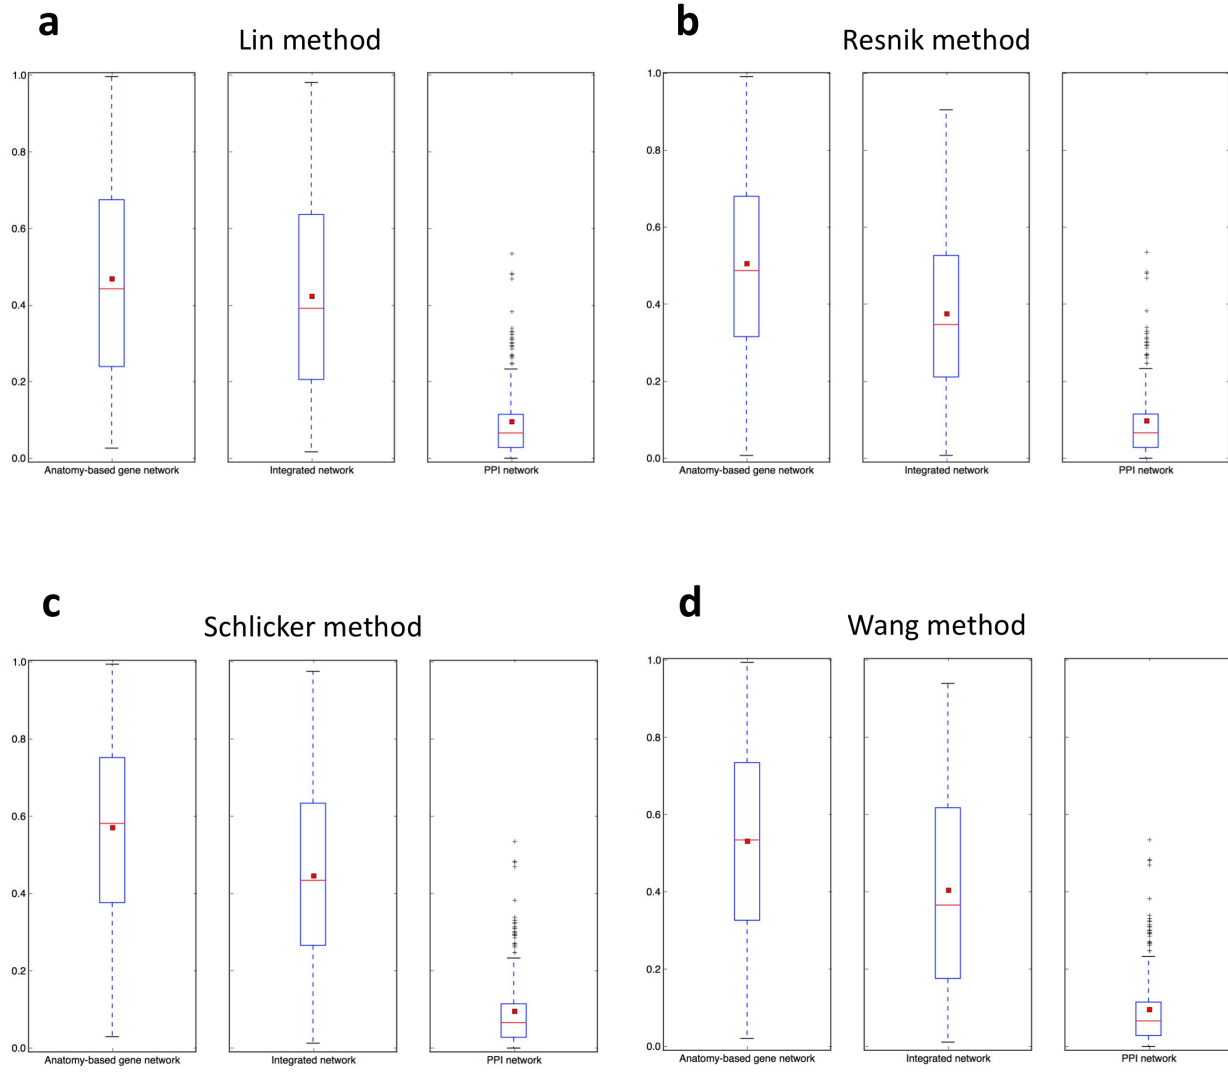 a
Lin method
1.0
0.8
0.6
0.4
0.2
0.0
Anatomy-based gene network
Integrated network
PPI network
b
Resnik method
1.0
0.8
0.6
0.4
0.2
0.0
Anatomy-based gene network
Integrated network
PPI network
c
Schlicker method
1.0
0.8
0.6
0.4
0.2
0.0
Anatomy-based gene network
Integrated network
PPI network
d
Wang method
1.0
0.8
0.6
0.4
0.2
0.0
Anatomy-based gene network
Integrated network
PPI network